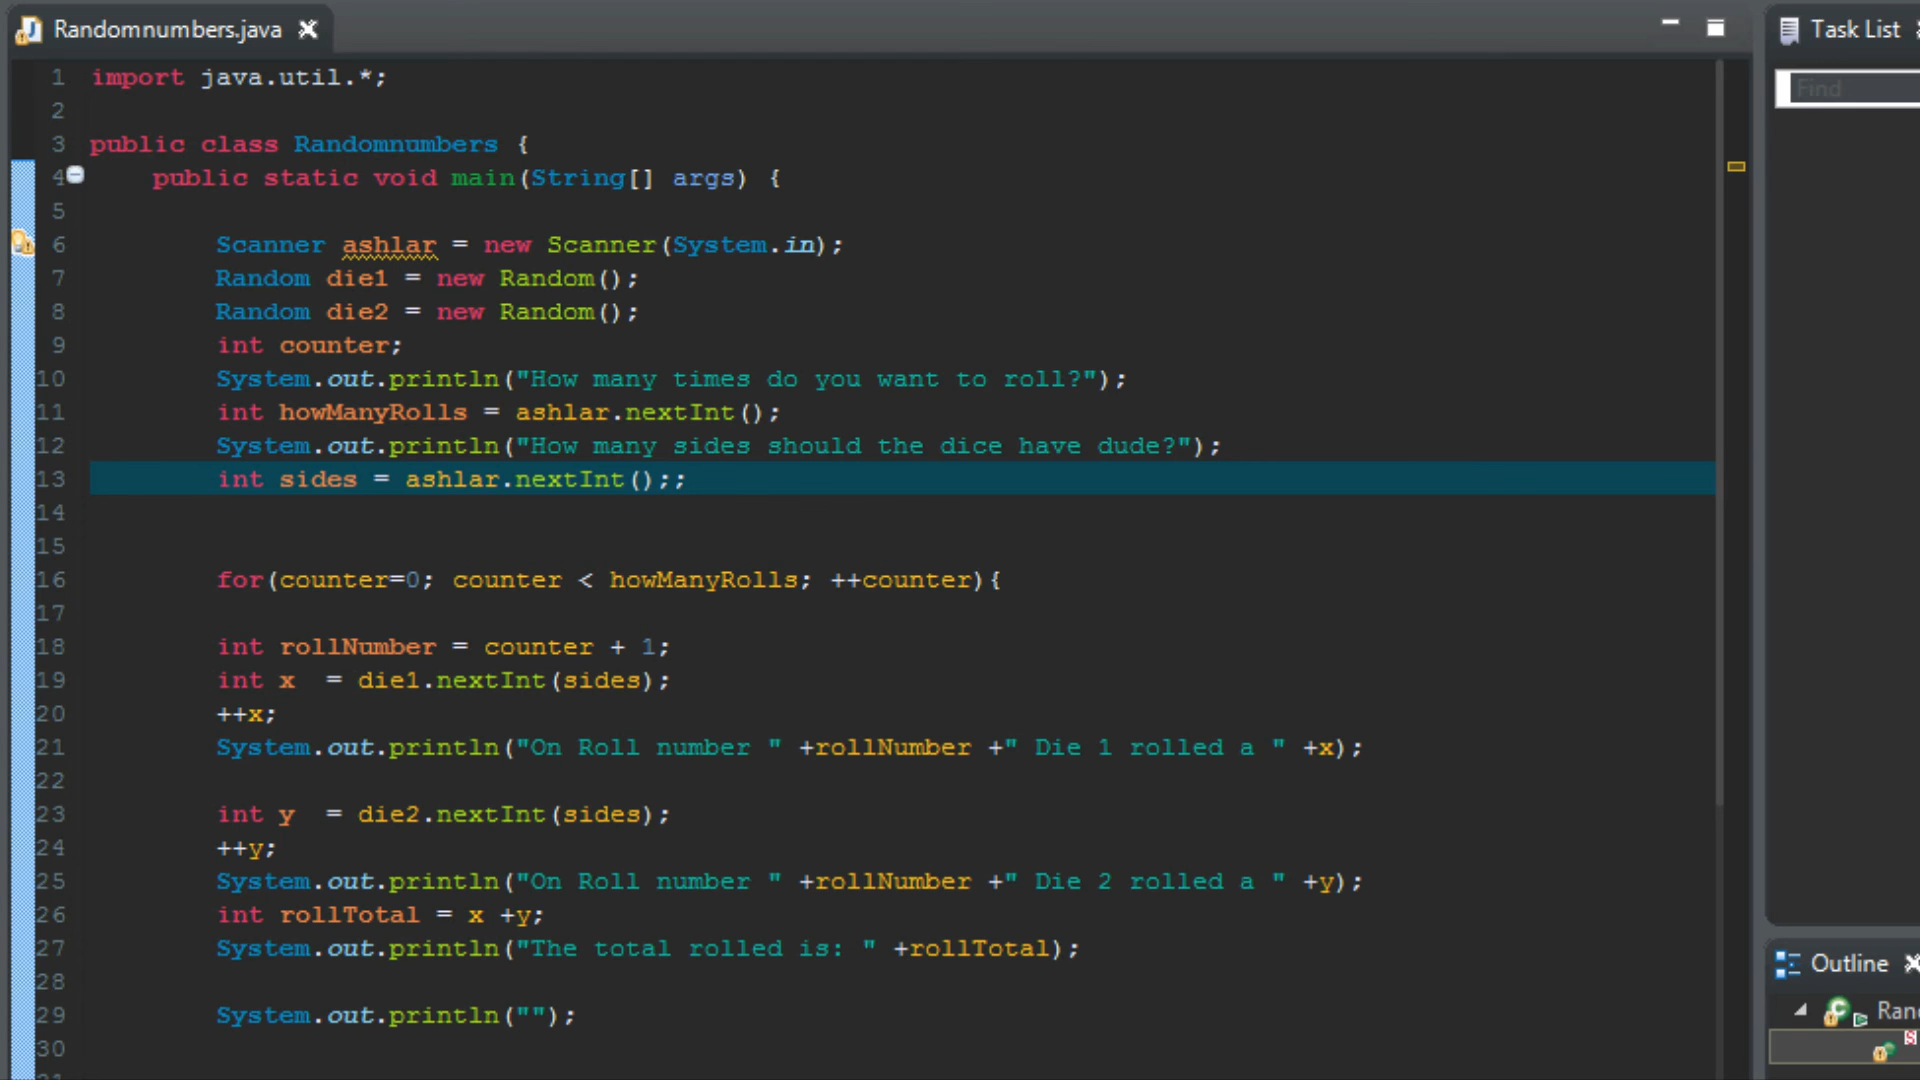 Randomnumbers.java
Task List
Find
1 import java.util.*;
2
3 public class Randomnumbers {
4 public static void main(String[] args) {
5
6 Scanner ashlar = new Scanner(System.in);
7 Random die1 = new Random();
8 Random die2 = new Random();
9 int counter;
10 System.out.println("How many times do you want to roll?");
11 int howManyRolls = ashlar.nextInt();
12 System.out.println("How many sides should the dice have dude?");
13 int sides = ashlar.nextInt();;
14
15
16 for(counter=0; counter < howManyRolls; ++counter){
17
18 int rollNumber = counter + 1;
19 int x  = die1.nextInt(sides);
20 ++x;
21 System.out.println("On Roll number " +rollNumber +" Die 1 rolled a " +x);
22
23 int y  = die2.nextInt(sides);
24 ++y;
25 System.out.println("On Roll number " +rollNumber +" Die 2 rolled a " +y);
26 int rollTotal = x +y;
27 System.out.println("The total rolled is: " +rollTotal);
28
29 System.out.println("");
30
Outline